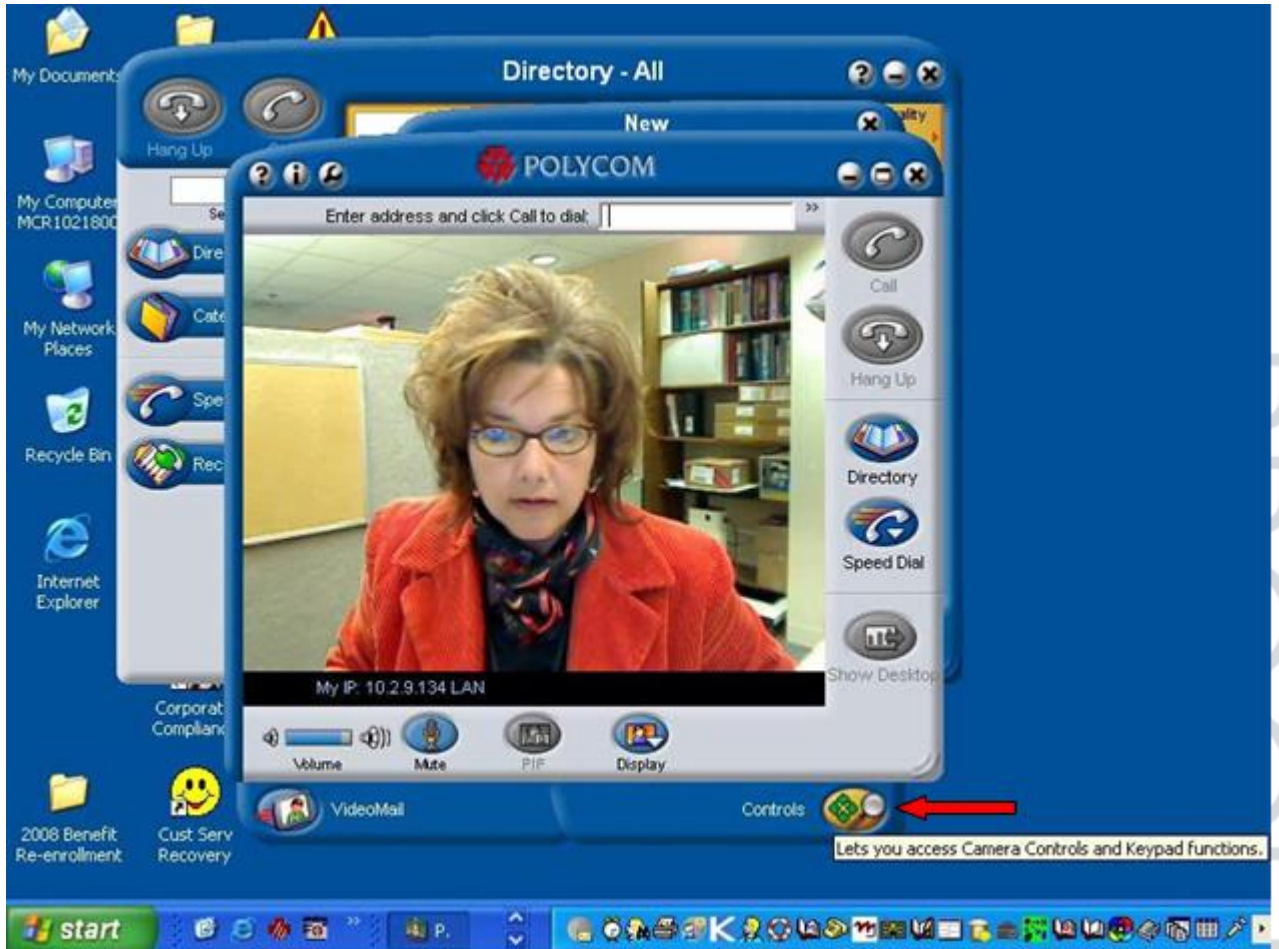 My Documents
Directory - All
New
Hang Up
POLYCOM
My Computer
MCR1021800
Enter address and click Call to dial:
>>
Call
Hang Up
My Network
Places
Directory
Speed Dial
Recycle Bin
Internet
Explorer
Show Desktop
My IP: 10.2.9.134 LAN
Volume
Mute
PIP
Display
VideoMail
Controls
Lets you access Camera Controls and Keypad functions.
2008 Benefit
Re-enrollment
Cust Serv
Recovery
start
P.